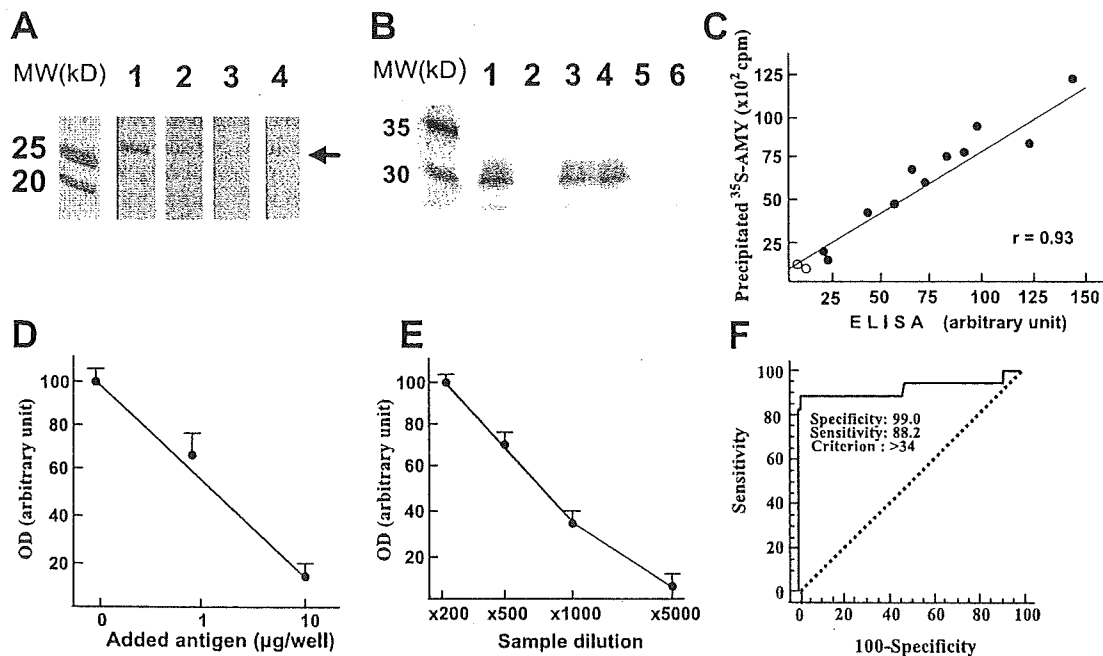 A
MW(kD) 1 2 3 4
25
20
B
MW(kD) 1 2 3 4 5 6
35
30
C
Precipitated ³⁵S-AMY (x10² cpm)
125
100
75
50
25
r = 0.93
25 50 75 100 125 150
ELISA (arbitrary unit)
D
OD (arbitrary unit)
100
80
60
40
20
0 1 10
Added antigen (µg/well)
E
OD (arbitrary unit)
100
80
60
40
20
x200 x500 x1000 x5000
Sample dilution
F
Sensitivity
100
80
60
40
20
0
Specificity: 99.0
Sensitivity: 88.2
Criterion : >34
0 20 40 60 80 100
100-Specificity